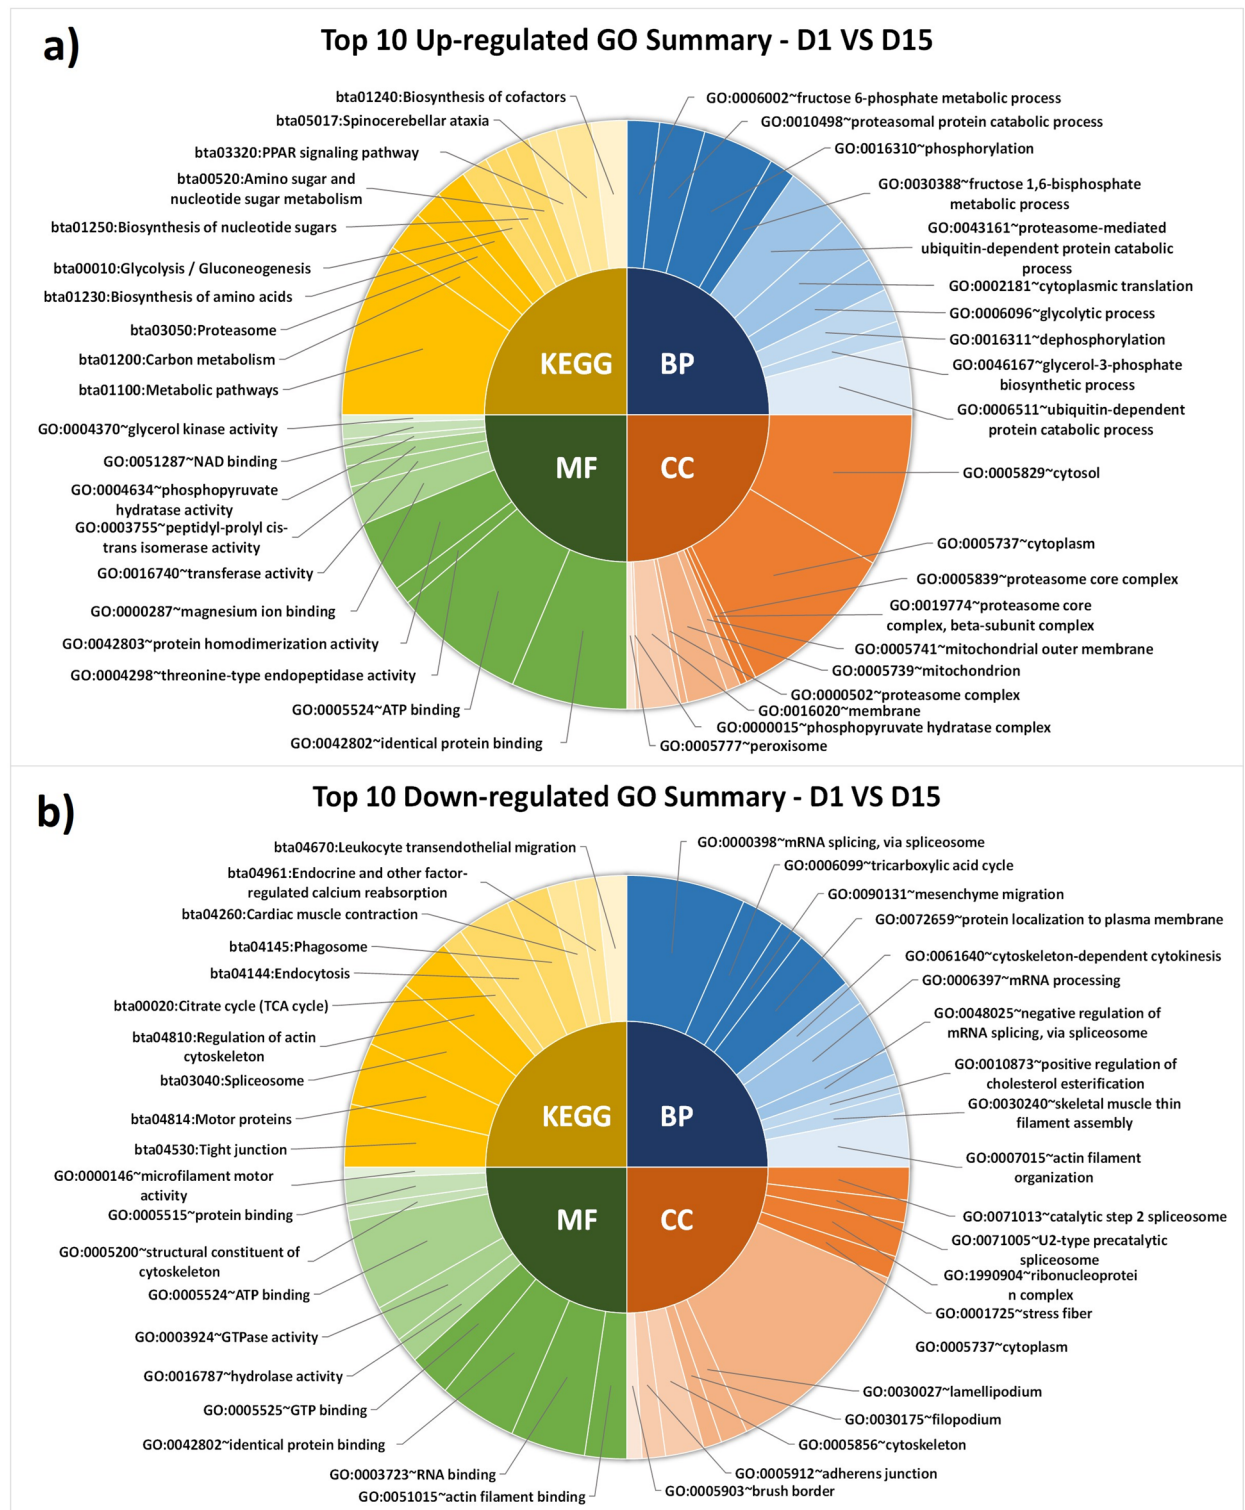 a)
Top 10 Up-regulated GO Summary - D1 VS D15
bta01240:Biosynthesis of cofactors
bta05017:Spinocerebellar ataxia
bta03320:PPAR signaling pathway
bta00520:Amino sugar and
nucleotide sugar metabolism
bta01250:Biosynthesis of nucleotide sugars
bta00010:Glycolysis / Gluconeogenesis
bta01230:Biosynthesis of amino acids
bta03050:Proteasome
bta01200:Carbon metabolism
bta01100:Metabolic pathways
GO:0006002~fructose 6-phosphate metabolic process
GO:0010498~proteasomal protein catabolic process
GO:0016310~phosphorylation
GO:0030388~fructose 1,6-bisphosphate
metabolic process
GO:0043161~proteasome-mediated
ubiquitin-dependent protein catabolic
process
GO:0002181~cytoplasmic translation
GO:0006096~glycolytic process
GO:0016311~dephosphorylation
GO:0046167~glycerol-3-phosphate
biosynthetic process
GO:0006511~ubiquitin-dependent
protein catabolic process
KEGG
BP
MF
CC
GO:0004370~glycerol kinase activity
GO:0051287~NAD binding
GO:0004634~phosphopyruvate
hydratase activity
GO:0003755~peptidyl-prolyl cis-
trans isomerase activity
GO:0016740~transferase activity
GO:0000287~magnesium ion binding
GO:0042803~protein homodimerization activity
GO:0004298~threonine-type endopeptidase activity
GO:0005524~ATP binding
GO:0042802~identical protein binding
GO:0005829~cytosol
GO:0005737~cytoplasm
GO:0005839~proteasome core complex
GO:0019774~proteasome core
complex, beta-subunit complex
GO:0005741~mitochondrial outer membrane
GO:0005739~mitochondrion
GO:0000502~proteasome complex
GO:0016020~membrane
GO:0000015~phosphopyruvate hydratase complex
GO:0005777~peroxisome
b)
Top 10 Down-regulated GO Summary - D1 VS D15
bta04670:Leukocyte transendothelial migration
bta04961:Endocrine and other factor-
regulated calcium reabsorption
bta04260:Cardiac muscle contraction
bta04145:Phagosome
bta04144:Endocytosis
bta00020:Citrate cycle (TCA cycle)
bta04810:Regulation of actin
cytoskeleton
bta03040:Spliceosome
bta04814:Motor proteins
bta04530:Tight junction
GO:0000398~mRNA splicing, via spliceosome
GO:0006099~tricarboxylic acid cycle
GO:0090131~mesenchyme migration
GO:0072659~protein localization to plasma membrane
GO:0061640~cytoskeleton-dependent cytokinesis
GO:0006397~mRNA processing
GO:0048025~negative regulation of
mRNA splicing, via spliceosome
GO:0010873~positive regulation of
cholesterol esterification
GO:0030240~skeletal muscle thin
filament assembly
GO:0007015~actin filament
organization
KEGG
BP
MF
CC
GO:0000146~microfilament motor
activity
GO:0005515~protein binding
GO:0005200~structural constituent of
cytoskeleton
GO:0005524~ATP binding
GO:0003924~GTPase activity
GO:0016787~hydrolase activity
GO:0005525~GTP binding
GO:0042802~identical protein binding
GO:0003723~RNA binding
GO:0051015~actin filament binding
GO:0071013~catalytic step 2 spliceosome
GO:0071005~U2-type precatalytic
spliceosome
GO:1990904~ribonucleoprotei
n complex
GO:0001725~stress fiber
GO:0005737~cytoplasm
GO:0030027~lamellipodium
GO:0030175~filopodium
GO:0005856~cytoskeleton
GO:0005912~adherens junction
GO:0005903~brush border